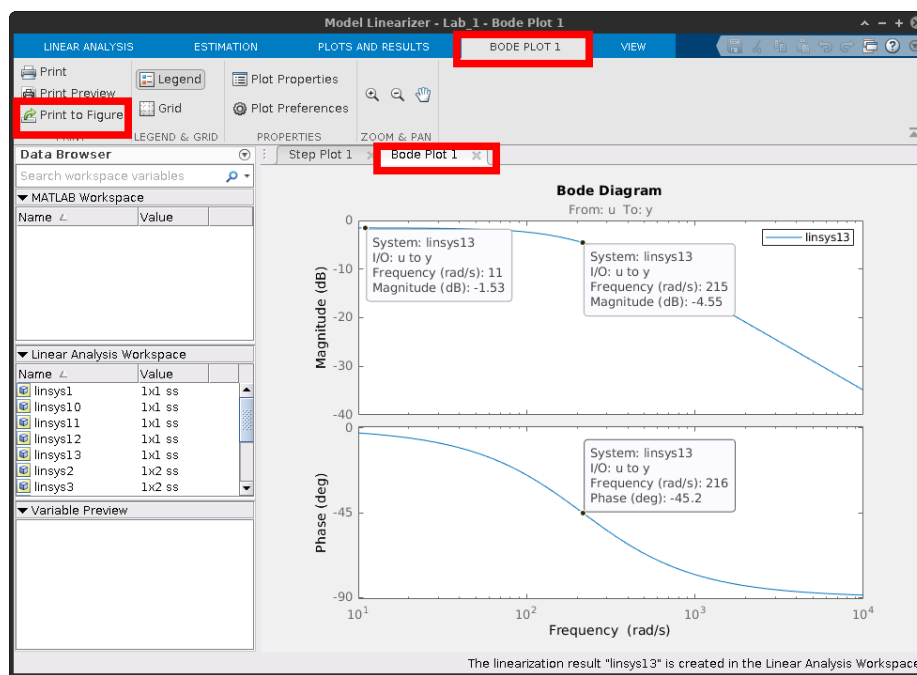 Model Linearizer - Lab_1 - Bode Plot 1
LINEAR ANALYSIS ESTIMATION PLOTS AND RESULTS BODE PLOT 1 VIEW
Print
Print Preview
Print to Figure
Legend
Grid
Plot Properties
Plot Preferences
PRINT LEGEND & GRID PROPERTIES ZOOM & PAN
Data Browser
Search workspace variables
MATLAB Workspace
Name Value
Linear Analysis Workspace
Name Value
linsys1 1x1 ss
linsys10 1x1 ss
linsys11 1x1 ss
linsys12 1x1 ss
linsys13 1x1 ss
linsys2 1x2 ss
linsys3 1x2 ss
Variable Preview
Step Plot 1 Bode Plot 1
Bode Diagram
From: u To: y
Magnitude (dB)
0
-10
-20
-30
-40
linsys13
System: linsys13
I/O: u to y
Frequency (rad/s): 11
Magnitude (dB): -1.53
System: linsys13
I/O: u to y
Frequency (rad/s): 215
Magnitude (dB): -4.55
Phase (deg)
0
-45
-90
System: linsys13
I/O: u to y
Frequency (rad/s): 216
Phase (deg): -45.2
10^1 10^2 10^3 10^4
Frequency (rad/s)
The linearization result "linsys13" is created in the Linear Analysis Workspace